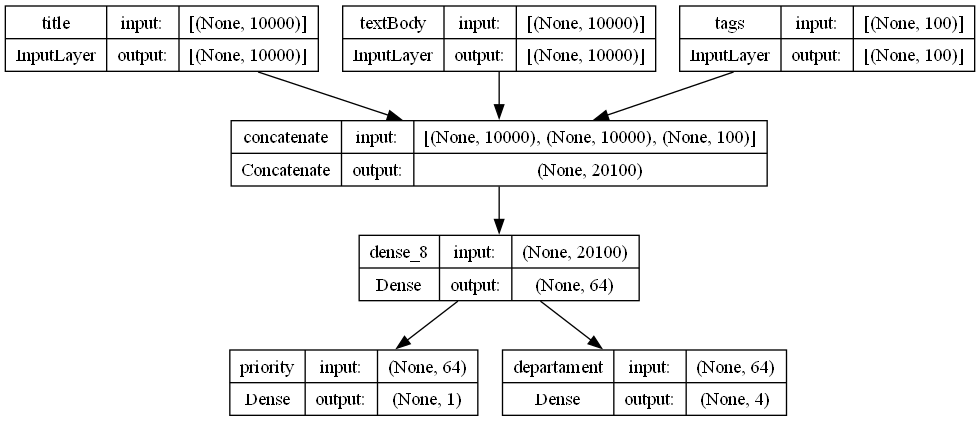 title input: [(None, 10000)]
InputLayer output: [(None, 10000)]
textBody input: [(None, 10000)]
InputLayer output: [(None, 10000)]
tags input: [(None, 100)]
InputLayer output: [(None, 100)]
concatenate input: [(None, 10000), (None, 10000), (None, 100)]
Concatenate output: (None, 20100)
dense_8 input: (None, 20100)
Dense output: (None, 64)
priority input: (None, 64)
Dense output: (None, 1)
departament input: (None, 64)
Dense output: (None, 4)